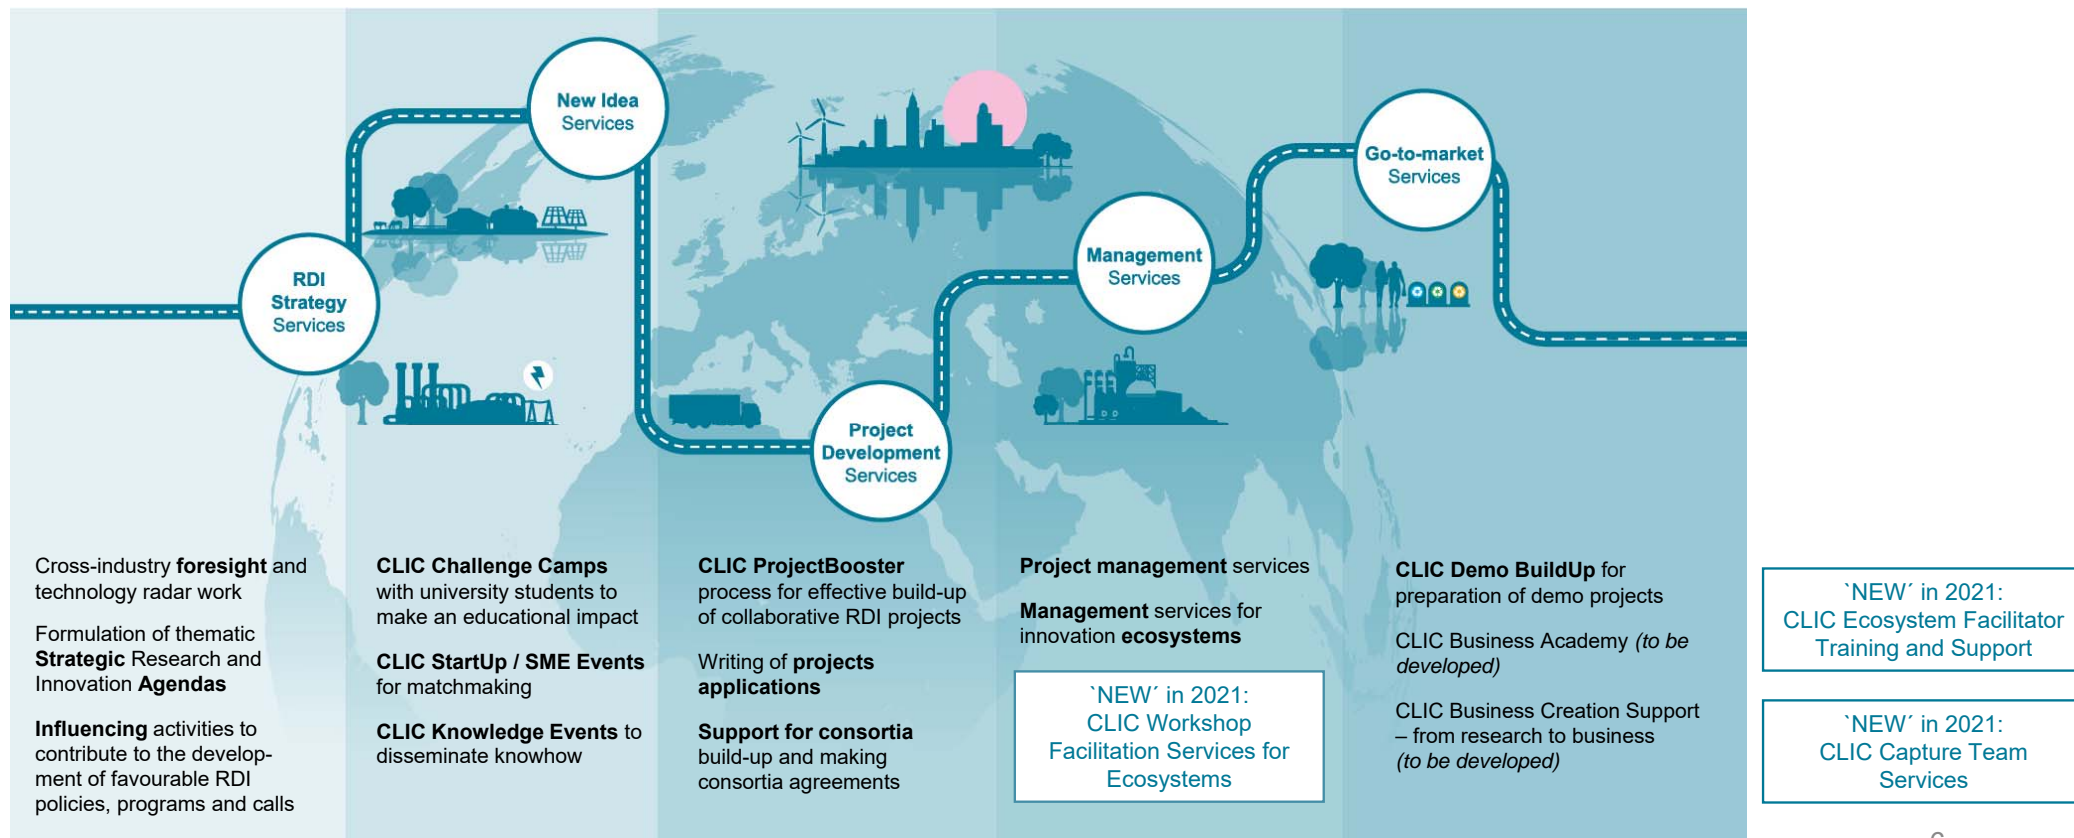 RDI
Strategy
Services
New Idea
Services
Project
Development
Services
Management
Services
Go-to-market
Services
Cross-industry foresight and
technology radar work
Formulation of thematic
Strategic Research and
Innovation Agendas
Influencing activities to
contribute to the develop-
ment of favourable RDI
policies, programs and calls
CLIC Challenge Camps
with university students to
make an educational impact
CLIC StartUp / SME Events
for matchmaking
CLIC Knowledge Events to
disseminate knowhow
CLIC ProjectBooster
process for effective build-up
of collaborative RDI projects
Writing of projects
applications
Support for consortia
build-up and making
consortia agreements
Project management services
Management services for
innovation ecosystems
`NEW´ in 2021:
CLIC Workshop
Facilitation Services for
Ecosystems
CLIC Demo BuildUp for
preparation of demo projects
CLIC Business Academy (to be
developed)
CLIC Business Creation Support
– from research to business
(to be developed)
`NEW´ in 2021:
CLIC Ecosystem Facilitator
Training and Support
`NEW´ in 2021:
CLIC Capture Team
Services